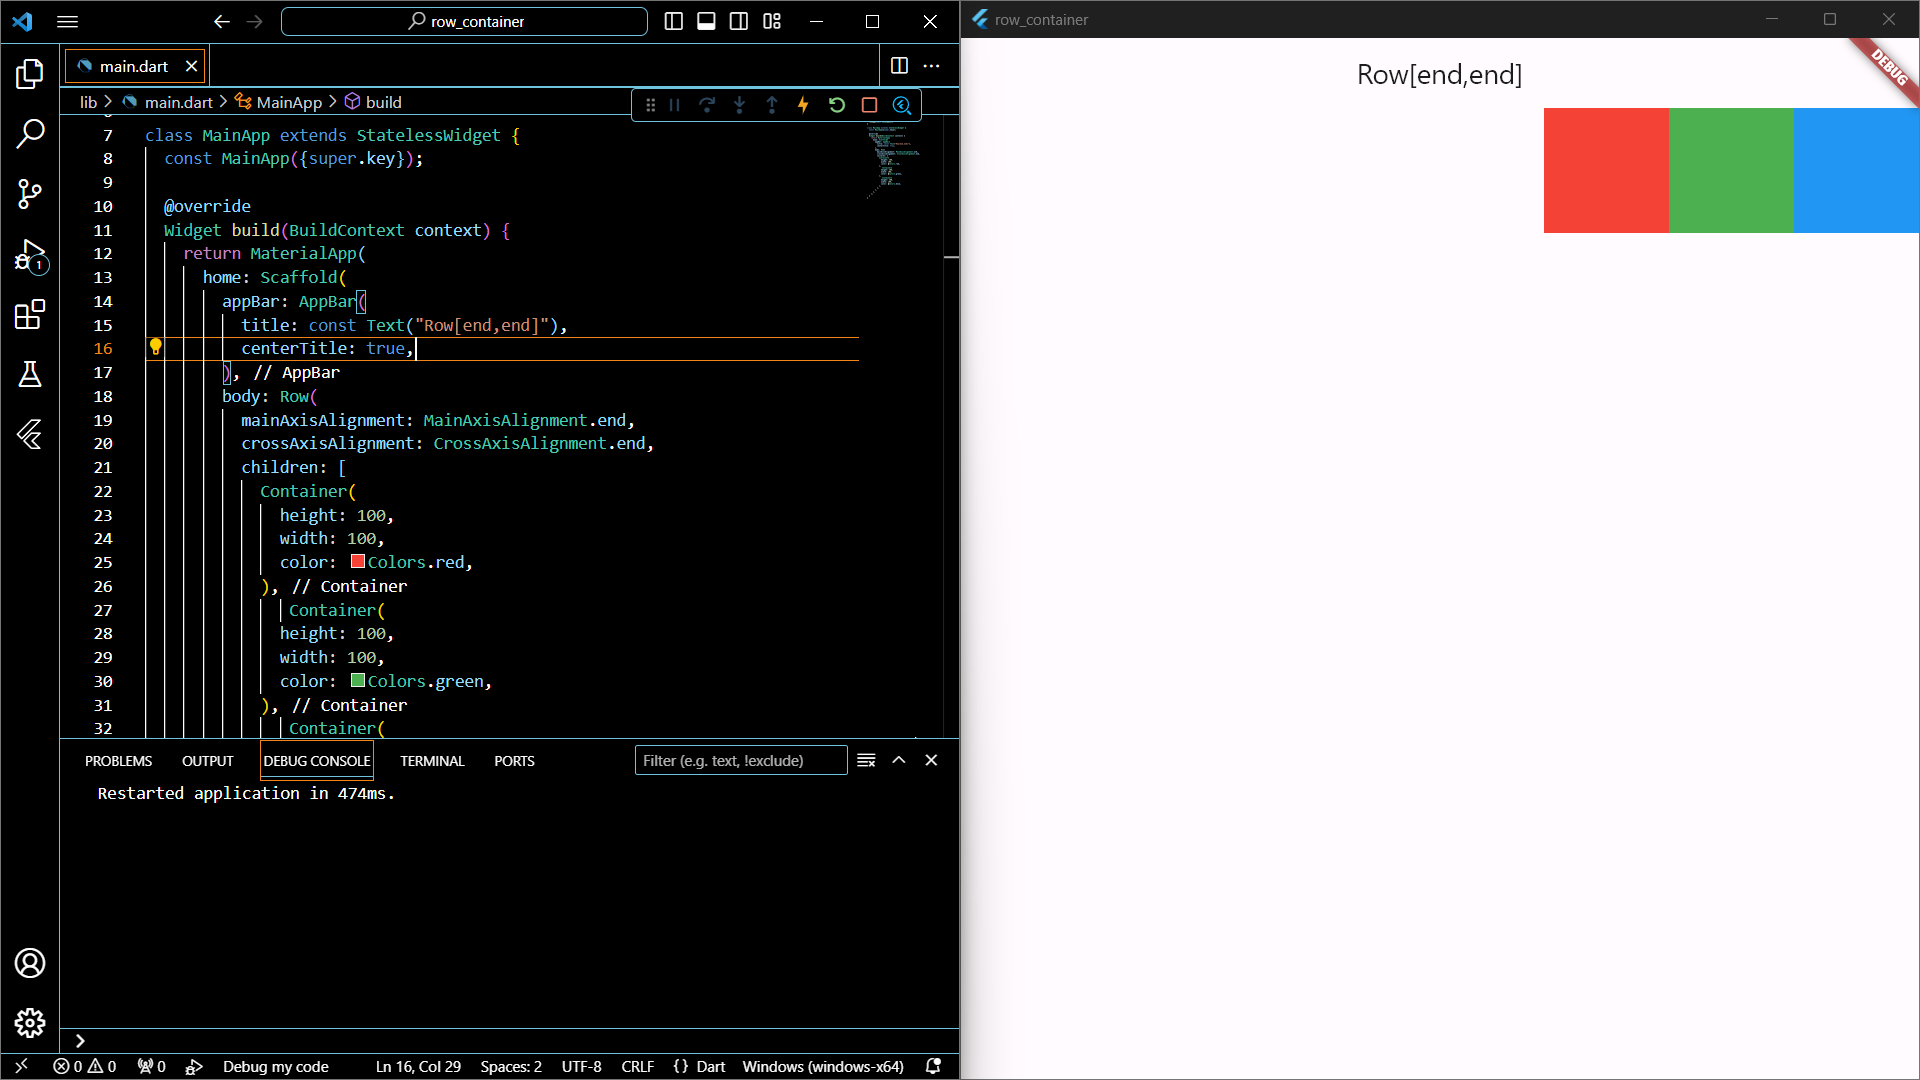 row_container
main.dart
lib > main.dart > MainApp > build
7 class MainApp extends StatelessWidget {
8 const MainApp({super.key});
9
10 @override
11 Widget build(BuildContext context) {
12 return MaterialApp(
13 home: Scaffold(
14 appBar: AppBar(
15 title: const Text("Row[end,end]"),
16 centerTitle: true,
17 ), // AppBar
18 body: Row(
19 mainAxisAlignment: MainAxisAlignment.end,
20 crossAxisAlignment: CrossAxisAlignment.end,
21 children: [
22 Container(
23 height: 100,
24 width: 100,
25 color: Colors.red,
26 ), // Container
27 Container(
28 height: 100,
29 width: 100,
30 color: Colors.green,
31 ), // Container
32 Container(
1
PROBLEMS OUTPUT DEBUG CONSOLE TERMINAL PORTS Filter (e.g. text, !exclude)
Restarted application in 474ms.
0 0 0 Debug my code Ln 16, Col 29 Spaces: 2 UTF-8 CRLF {} Dart Windows (windows-x64)
row_container
Row[end,end]
DEBUG